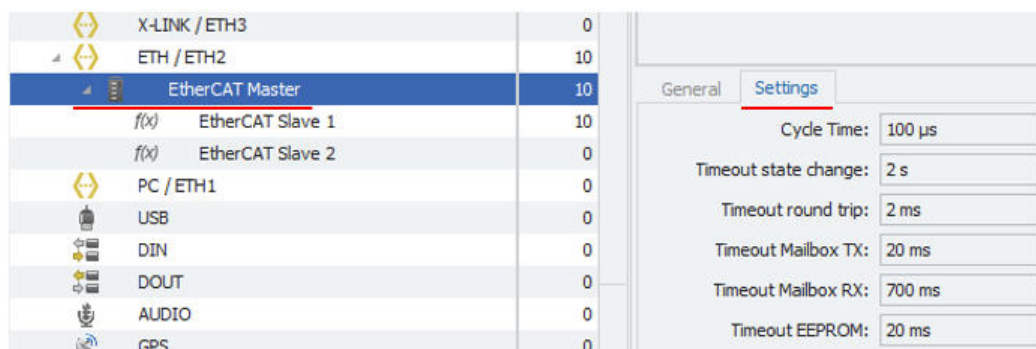 X-LINK / ETH3 0
ETH / ETH2 10
EtherCAT Master 10
f(x) EtherCAT Slave 1 10
f(x) EtherCAT Slave 2 0
PC / ETH1 0
USB 0
DIN 0
DOUT 0
AUDIO 0
GPS 0
General Settings
Cycle Time: 100 µs
Timeout state change: 2 s
Timeout round trip: 2 ms
Timeout Mailbox TX: 20 ms
Timeout Mailbox RX: 700 ms
Timeout EEPROM: 20 ms